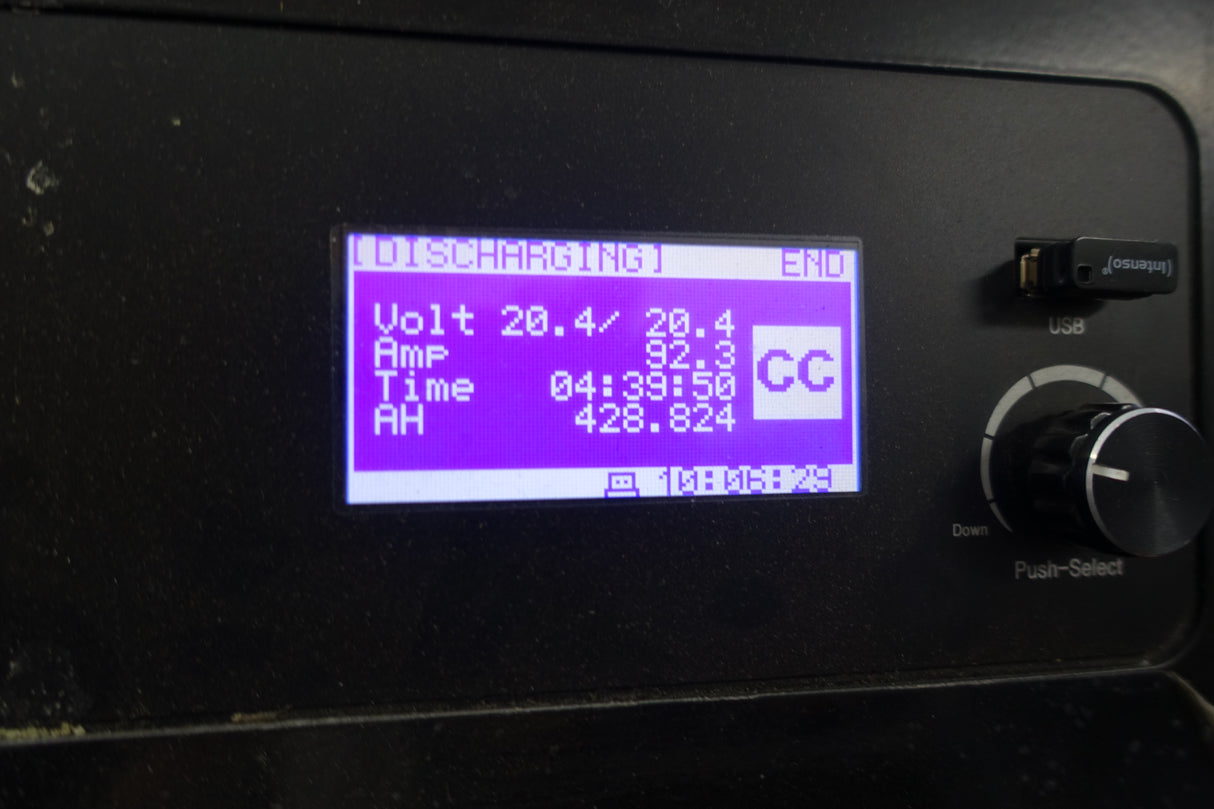 [DISCHARGING] END
Volt 20.4/ 20.4
Amp 92.3
Time 04:39:50
AH 428.824
CC
10:06:29
(intenso)®
USB
Down
Push-Select